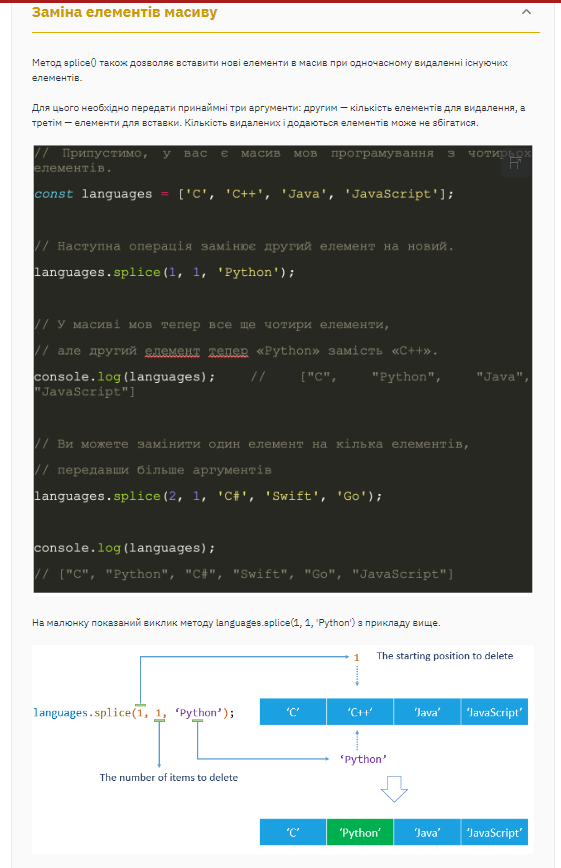 Заміна елементів масиву
Метод splice() також дозволяє вставити нові елементи в масив при одночасному видаленні існуючих
елементів.
Для цього необхідно передати принаймні три аргументи: другим — кількість елементів для видалення, а
третім — елементи для вставки. Кількість видалених і додаються елементів може не збігатися.
// Припустимо, у вас є масив мов програмування з чотирьох
елементів.
const languages = ['C', 'C++', 'Java', 'JavaScript'];
// Наступна операція замінює другий елемент на новий.
languages.splice(1, 1, 'Python');
// У масиві мов тепер все ще чотири елементи,
// але другий елемент тепер «Python» замість «C++».
console.log(languages); // ["C", "Python", "Java",
"JavaScript"]
// Ви можете замінити один елемент на кілька елементів,
// передавши більше аргументів
languages.splice(2, 1, 'C#', 'Swift', 'Go');
console.log(languages);
// ["C", "Python", "C#", "Swift", "Go", "JavaScript"]
На малюнку показаний виклик методу languages.splice(1, 1, 'Python') з прикладу вище.
1 The starting position to delete
languages.splice(1, 1, ‘Python’);
‘C’ ‘C++’ ‘Java’ ‘JavaScript’
‘Python’
The number of items to delete
‘C’ ‘Python’ ‘Java’ ‘JavaScript’